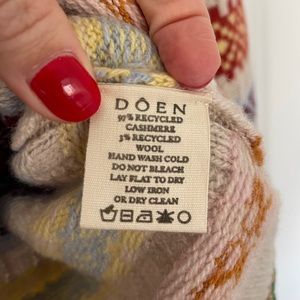 DÔEN
97% RECYCLED
CASHMERE
3% RECYCLED
WOOL
HAND WASH COLD
DO NOT BLEACH
LAY FLAT TO DRY
LOW IRON
OR DRY CLEAN